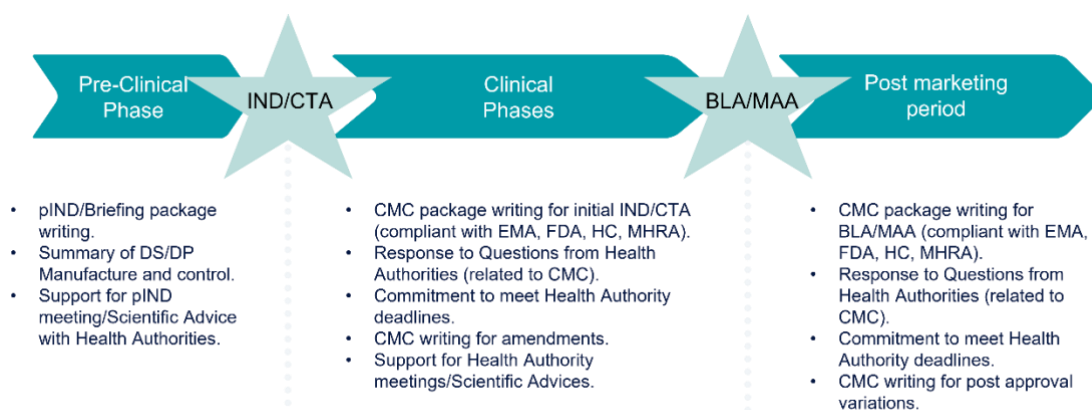 Pre-Clinical
Phase
IND/CTA
Clinical
Phases
BLA/MAA
Post marketing
period
• pIND/Briefing package
writing.
• Summary of DS/DP
Manufacture and control.
• Support for pIND
meeting/Scientific Advice
with Health Authorities.
• CMC package writing for initial IND/CTA
(compliant with EMA, FDA, HC, MHRA).
• Response to Questions from Health
Authorities (related to CMC).
• Commitment to meet Health Authority
deadlines.
• CMC writing for amendments.
• Support for Health Authority
meetings/Scientific Advices.
• CMC package writing for
BLA/MAA (compliant with EMA,
FDA, HC, MHRA).
• Response to Questions from
Health Authorities (related to
CMC).
• Commitment to meet Health
Authority deadlines.
• CMC writing for post approval
variations.